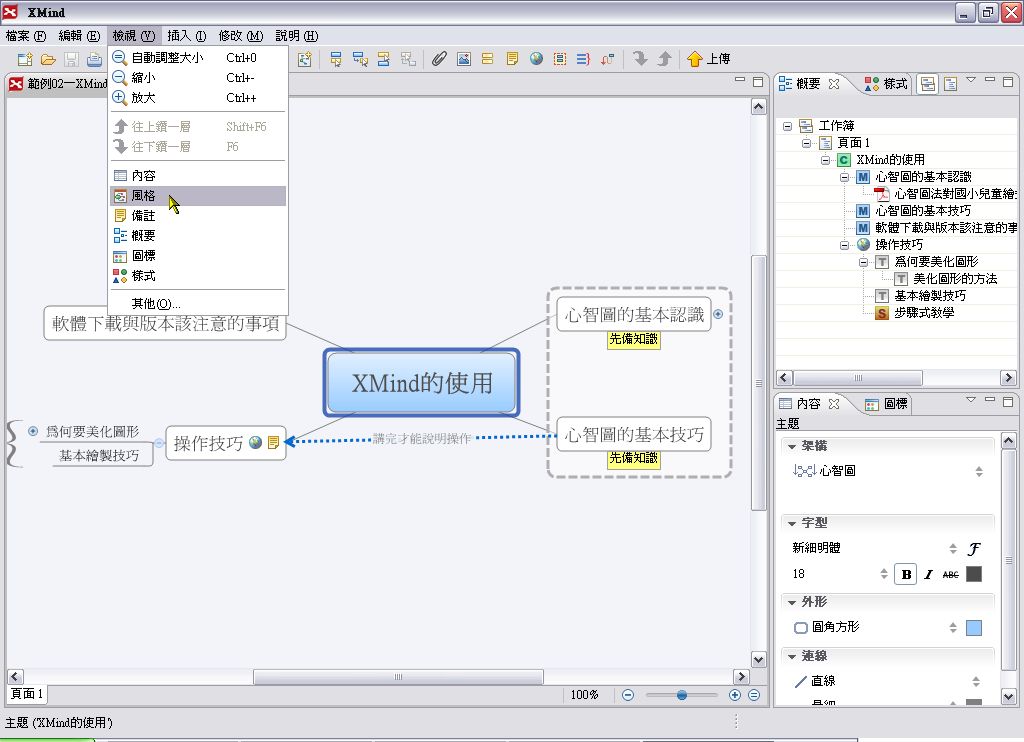 XMind
檔案 (F) 編輯 (E) 檢視 (V) 插入 (I) 修改 (M) 說明 (H)
上傳
範例02一XMind
自動調整大小 Ctrl+0
縮小 Ctrl+-
放大 Ctrl++
往上鑽一層 Shift+F6
往下鑽一層 F6
內容
風格
備註
概要
圖標
樣式
其他(O)...
軟體下載與版本該注意的事項
心智圖的基本認識
先備知識
XMind的使用
為何要美化圖形
基本繪製技巧
操作技巧
講完才能說明操作
心智圖的基本技巧
先備知識
頁面 1
100%
主題 ('XMind的使用')
概要
樣式
工作簿
頁面 1
C XMind的使用
M 心智圖的基本認識
心智圖法對國小兒童繪
M 心智圖的基本技巧
M 軟體下載與版本該注意的事
操作技巧
T 為何要美化圖形
T 美化圖形的方法
T 基本繪製技巧
S 步驟式教學
內容
圖標
主題
架構
心智圖
字型
新細明體 F
18 B I ABC
外形
圓角方形
連線
直線